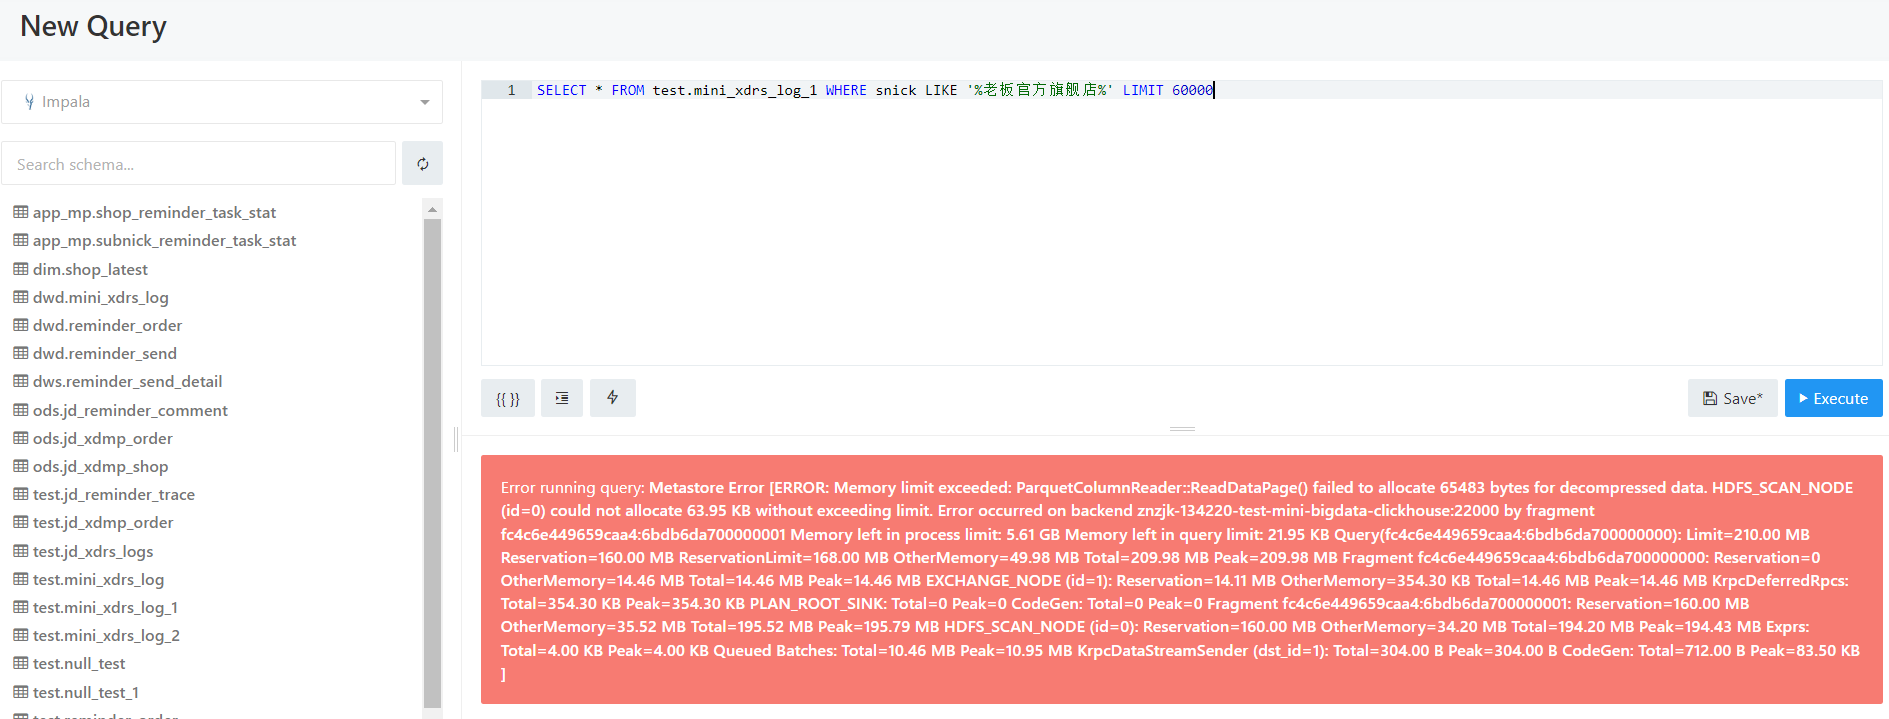 New Query
Impala
Search schema...
app_mp.shop_reminder_task_stat
app_mp.subnick_reminder_task_stat
dim.shop_latest
dwd.mini_xdrs_log
dwd.reminder_order
dwd.reminder_send
dws.reminder_send_detail
ods.jd_reminder_comment
ods.jd_xdmp_order
ods.jd_xdmp_shop
test.jd_reminder_trace
test.jd_xdmp_order
test.jd_xdrs_logs
test.mini_xdrs_log
test.mini_xdrs_log_1
test.mini_xdrs_log_2
test.null_test
test.null_test_1
test.reminder_order
1 SELECT * FROM test.mini_xdrs_log_1 WHERE snick LIKE '%老板官方旗舰店%' LIMIT 60000
{{ }}
Save*
Execute
Error running query: Metastore Error [ERROR: Memory limit exceeded: ParquetColumnReader::ReadDataPage() failed to allocate 65483 bytes for decompressed data. HDFS_SCAN_NODE
(id=0) could not allocate 63.95 KB without exceeding limit. Error occurred on backend znzjk-134220-test-mini-bigdata-clickhouse:22000 by fragment
fc4c6e449659caa4:6bdb6da700000001 Memory left in process limit: 5.61 GB Memory left in query limit: 21.95 KB Query(fc4c6e449659caa4:6bdb6da700000000): Limit=210.00 MB
Reservation=160.00 MB ReservationLimit=168.00 MB OtherMemory=49.98 MB Total=209.98 MB Peak=209.98 MB Fragment fc4c6e449659caa4:6bdb6da700000000: Reservation=0
OtherMemory=14.46 MB Total=14.46 MB Peak=14.46 MB EXCHANGE_NODE (id=1): Reservation=14.11 MB OtherMemory=354.30 KB Total=14.46 MB Peak=14.46 MB KrpcDeferredRpcs:
Total=354.30 KB Peak=354.30 KB PLAN_ROOT_SINK: Total=0 Peak=0 CodeGen: Total=0 Peak=0 Fragment fc4c6e449659caa4:6bdb6da700000001: Reservation=160.00 MB
OtherMemory=35.52 MB Total=195.52 MB Peak=195.79 MB HDFS_SCAN_NODE (id=0): Reservation=160.00 MB OtherMemory=34.20 MB Total=194.20 MB Peak=194.43 MB Exprs:
Total=4.00 KB Peak=4.00 KB Queued Batches: Total=10.46 MB Peak=10.95 MB KrpcDataStreamSender (dst_id=1): Total=304.00 B Peak=304.00 B CodeGen: Total=712.00 B Peak=83.50 KB
]